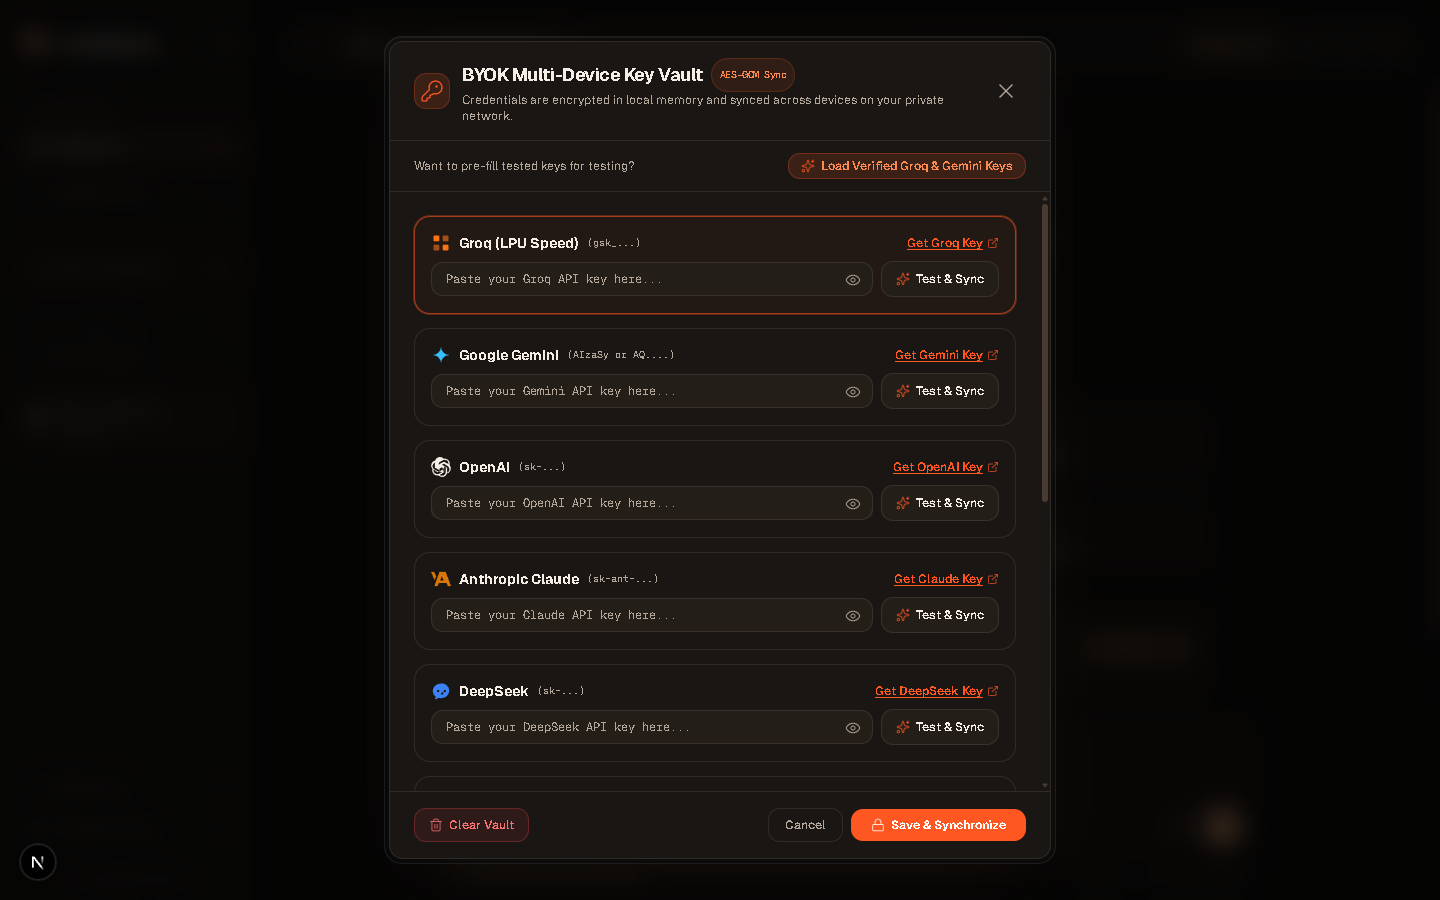 BYOK Multi-Device Key Vault
AES-GCM Sync
Credentials are encrypted in local memory and synced across devices on your private
network.
Want to pre-fill tested keys for testing?
Load Verified Groq & Gemini Keys
Groq (LPU Speed) (gsk_...)
Get Groq Key
Paste your Groq API key here...
Test & Sync
Google Gemini (AIzaSy or AQ....)
Get Gemini Key
Paste your Gemini API key here...
Test & Sync
OpenAI (sk-...)
Get OpenAI Key
Paste your OpenAI API key here...
Test & Sync
Anthropic Claude (sk-ant-...)
Get Claude Key
Paste your Claude API key here...
Test & Sync
DeepSeek (sk-...)
Get DeepSeek Key
Paste your DeepSeek API key here...
Test & Sync
Clear Vault
Cancel
Save & Synchronize
N